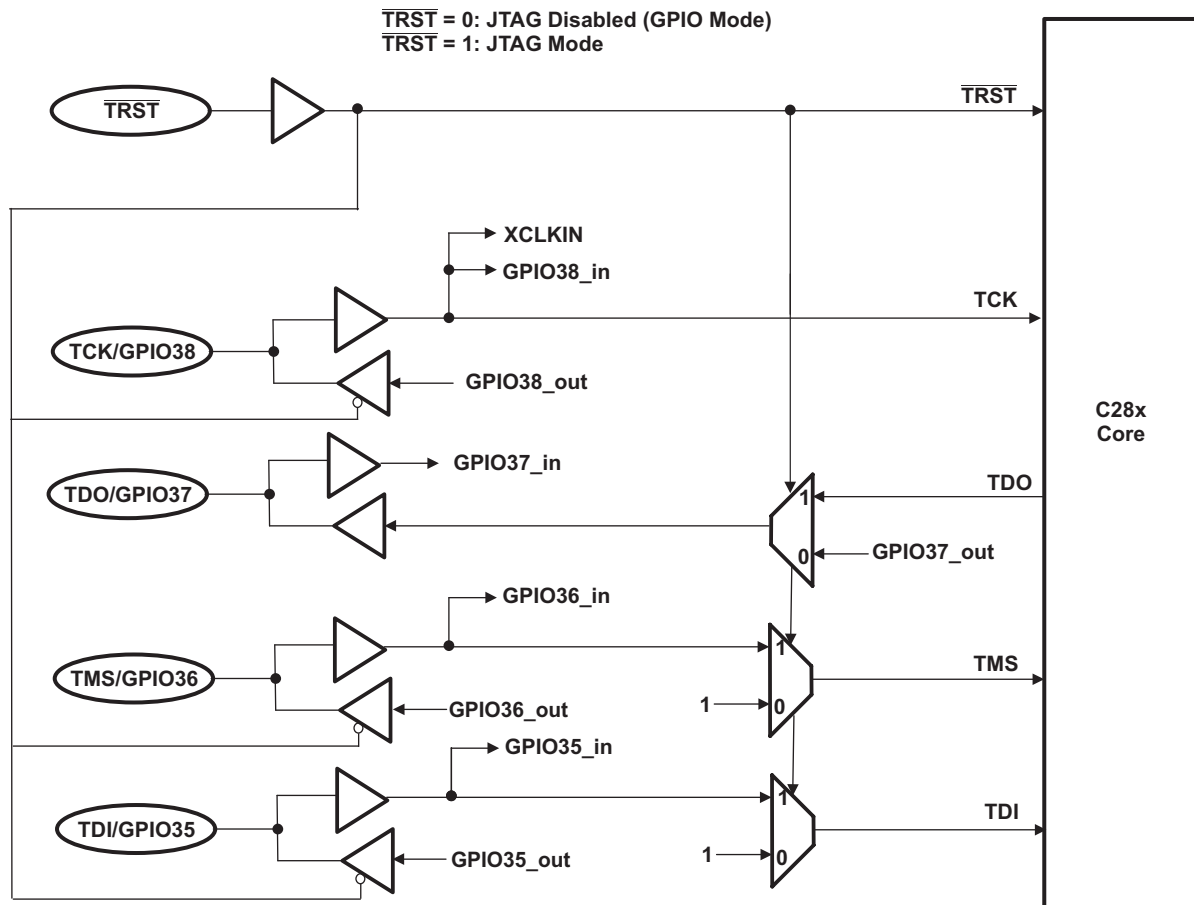 TRST = 0: JTAG Disabled (GPIO Mode)
TRST = 1: JTAG Mode
TRST
TRST
XCLKIN
GPIO38_in
TCK
TCK/GPIO38
GPIO38_out
C28x
Core
GPIO37_in
TDO/GPIO37
1
TDO
0
GPIO37_out
GPIO36_in
1
TMS/GPIO36
TMS
GPIO36_out
1
0
GPIO35_in
1
TDI/GPIO35
TDI
GPIO35_out
1
0